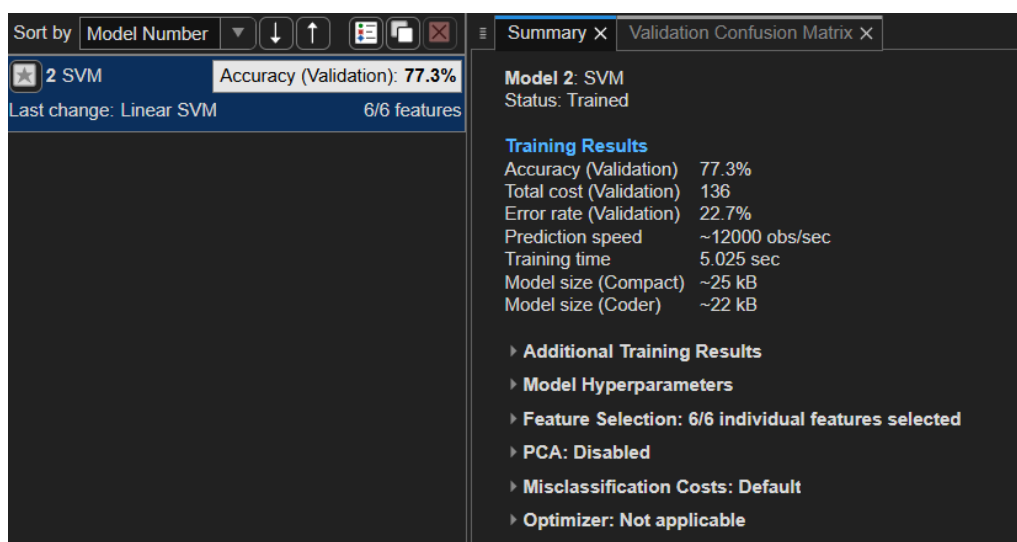 Sort by Model Number
2 SVM Accuracy (Validation): 77.3%
Last change: Linear SVM 6/6 features
Summary Validation Confusion Matrix
Model 2: SVM
Status: Trained
Training Results
Accuracy (Validation) 77.3%
Total cost (Validation) 136
Error rate (Validation) 22.7%
Prediction speed ~12000 obs/sec
Training time 5.025 sec
Model size (Compact) ~25 kB
Model size (Coder) ~22 kB
Additional Training Results
Model Hyperparameters
Feature Selection: 6/6 individual features selected
PCA: Disabled
Misclassification Costs: Default
Optimizer: Not applicable